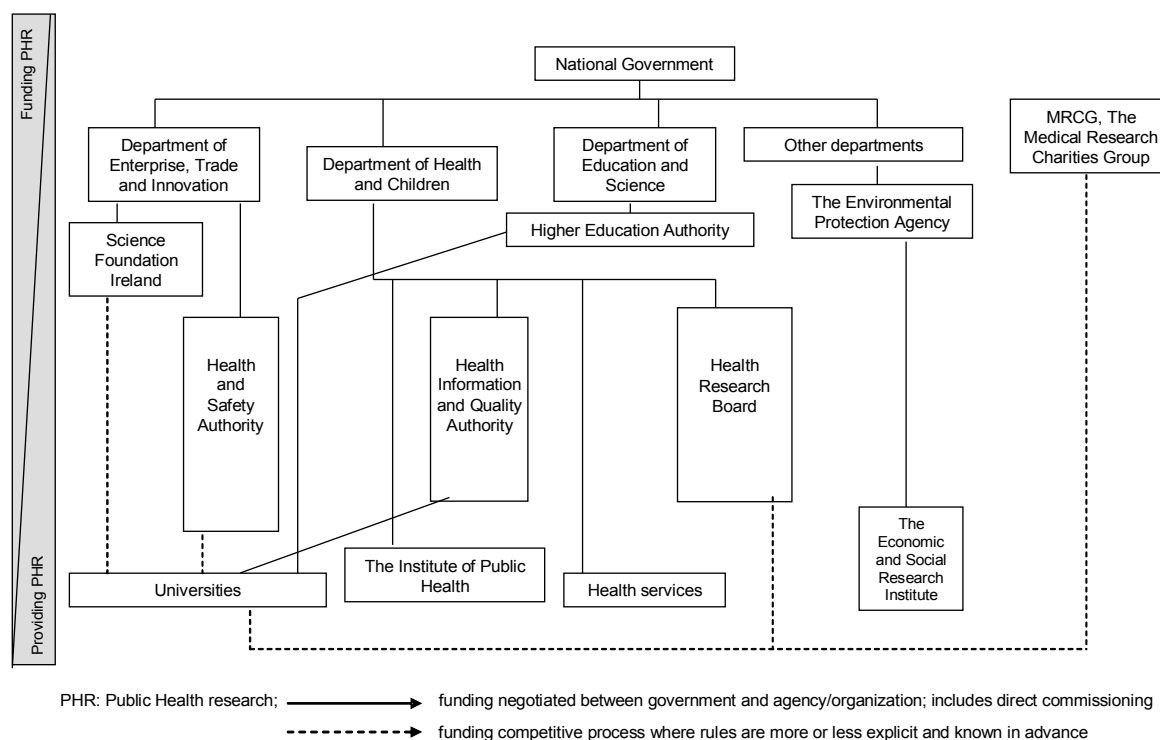 Funding PHR
Providing PHR
National Government
Department of
Enterprise, Trade
and Innovation
Department of Health
and Children
Department of
Education and
Science
Other departments
MRCG, The
Medical Research
Charities Group
Science
Foundation
Ireland
Higher Education Authority
The Environmental
Protection Agency
Health
and
Safety
Authority
Health
Information
and Quality
Authority
Health
Research
Board
The
Economic
and Social
Research
Institute
Universities
The Institute of Public
Health
Health services
PHR: Public Health research;
funding negotiated between government and agency/organization; includes direct commissioning
funding competitive process where rules are more or less explicit and known in advance